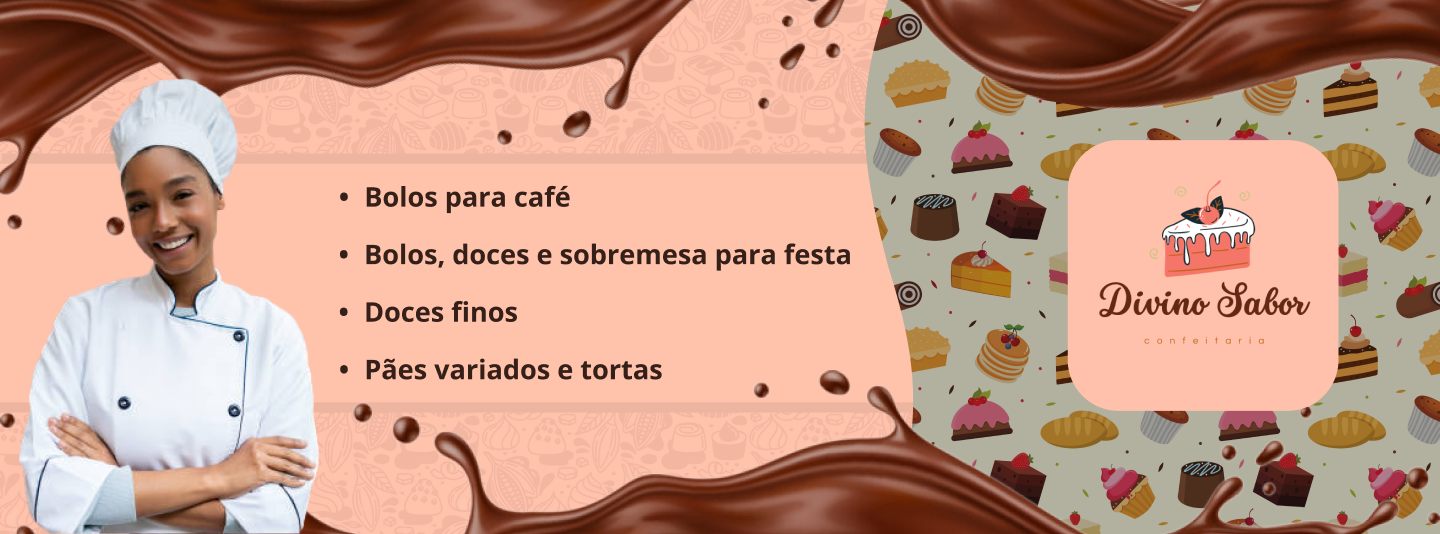 • Bolos para café
• Bolos, doces e sobremesa para festa
• Doces finos
• Pães variados e tortas
Divino Sabor
confeitaria